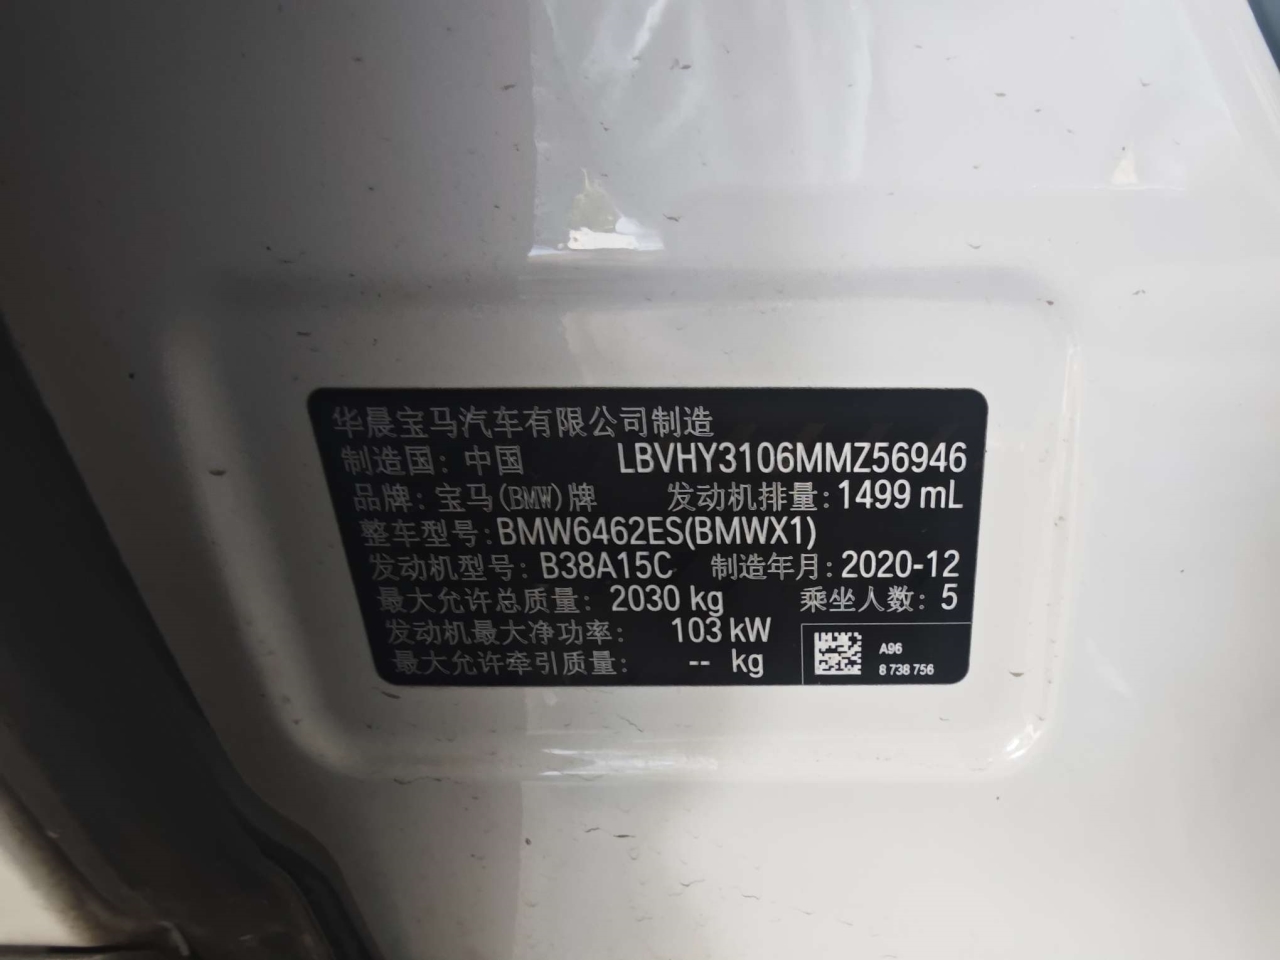 华晨宝马汽车有限公司制造
制造国: 中国 LBVHY3106MMZ56946
品牌: 宝马(BMW)牌 发动机排量: 1499 mL
整车型号: BMW6462ES(BMWX1)
发动机型号: B38A15C 制造年月: 2020-12
最大允许总质量: 2030 kg 乘坐人数: 5
发动机最大净功率: 103 kW
最大允许牵引质量: -- kg
A96
8 738 756